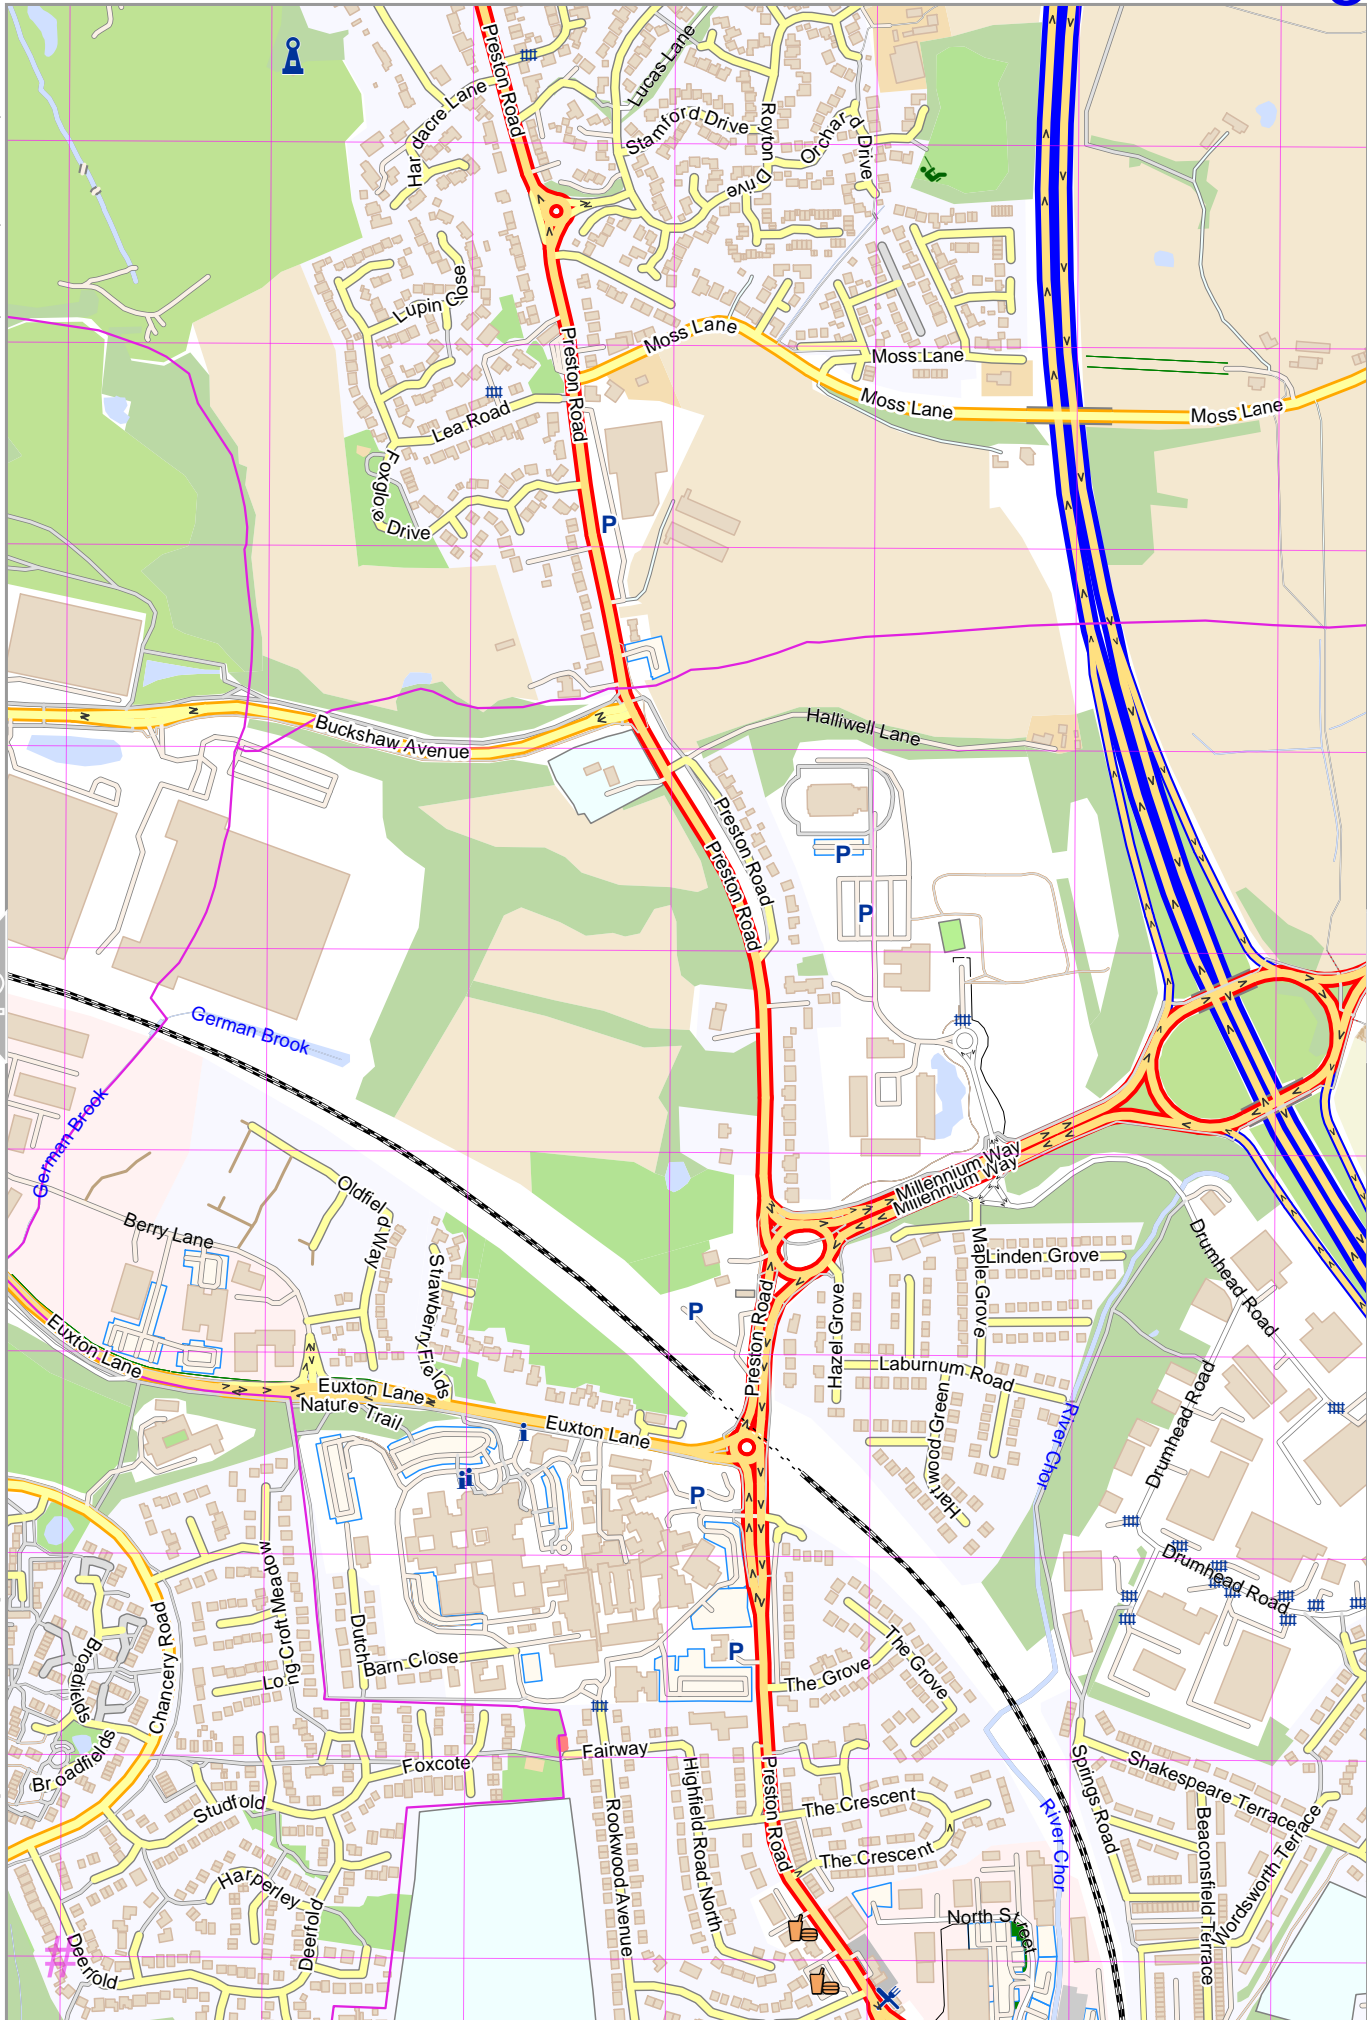 Preston Road
Lucas Lane
Hardacre Lane
Stamford Drive
Royton Drive
Orchard Drive
Lupin Close
Moss Lane
Preston Road
Moss Lane
Moss Lane
Moss Lane
Lea Road
Foxglove Drive
P
Halliwell Lane
Buckshaw Avenue
Preston Road
Preston Road
P
P
German Brook
German Brook
Millennium Way
Millennium Way
Oldfield Way
Berry Lane
Strawberry Fields
Maple Grove
Linden Grove
Drumhead Road
P
Preston Road
Hazel Grove
Euxton Lane
Laburnum Road
Euxton Lane
Nature Trail
Hartwood Green
Drumhead Road
River Chor
Euxton Lane
i
ii
P
Drumhead Road
Long Croft Meadow
Chancery Road
Dutch Barn Close
Broadfields
P
The Grove
The Grove
Broadfields
Fairway
Foxcote
Highfield Road North
Preston Road
Springs Road
Shakespeare Terrace
Studfold
The Crescent
Rookwood Avenue
River Chor
Beaconsfield Terrace
Wordsworth Terrace
The Crescent
Harperley
Deerfold
North Street
Deerfold
#